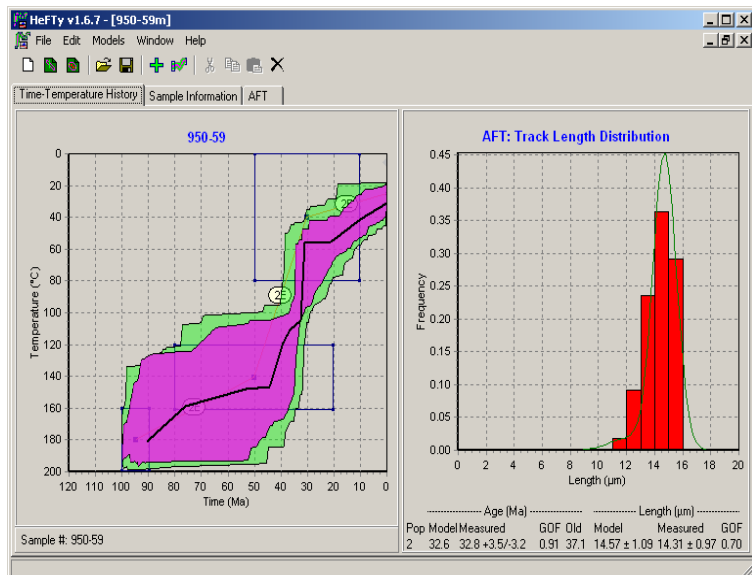 HeFTy v1.6.7 - [950-59m]
File Edit Models Window Help
Time-Temperature History Sample Information AFT
950-59
Temperature (°C)
0
20
40
60
80
100
120
140
160
180
200
2E
2E
2E
120 110 100 90 80 70 60 50 40 30 20 10 0
Time (Ma)
Sample #: 950-59
AFT: Track Length Distribution
Frequency
0.45
0.40
0.35
0.30
0.25
0.20
0.15
0.10
0.05
0.00
0 2 4 6 8 10 12 14 16 18 20
Length (µm)
---------- Age (Ma) ---------- ---------- Length (µm) ----------
Pop Model Measured GOF Old Model Measured GOF
2 32.6 32.8 +3.5/-3.2 0.91 37.1 14.57 ± 1.09 14.31 ± 0.97 0.70